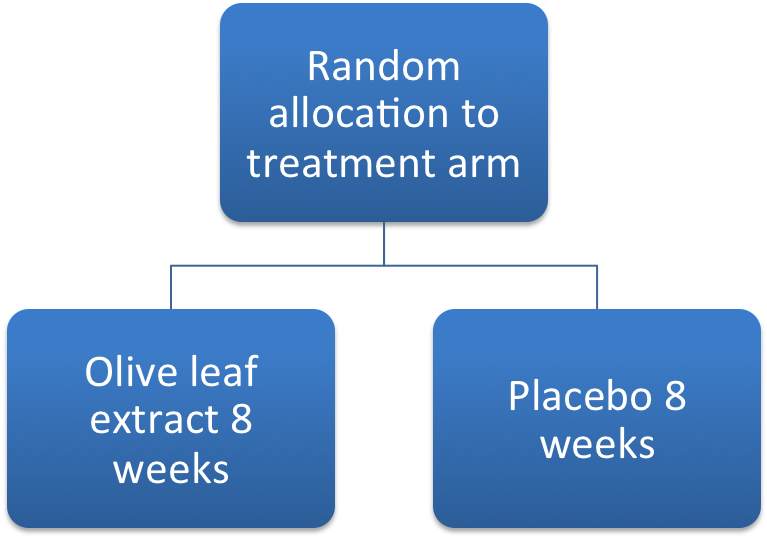 Random
allocation to
treatment arm
Olive leaf
extract 8
weeks
Placebo 8
weeks